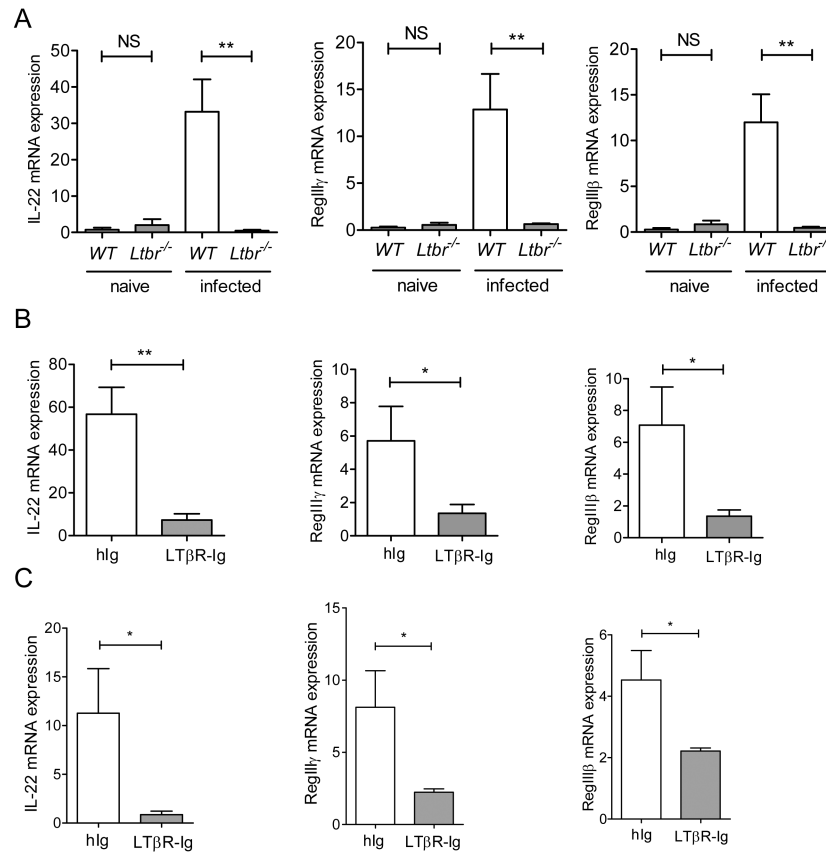 A
IL-22 mRNA expression
50
40
30
20
10
0
NS
**
WT Ltbr-/- WT Ltbr-/-
naive infected
RegIIIγ mRNA expression
20
15
10
5
0
NS
**
WT Ltbr-/- WT Ltbr-/-
naive infected
RegIIIβ mRNA expression
20
15
10
5
0
NS
**
WT Ltbr-/- WT Ltbr-/-
naive infected
B
IL-22 mRNA expression
80
60
40
20
0
**
hIg LTβR-Ig
RegIIIγ mRNA expression
10
8
6
4
2
0
*
hIg LTβR-Ig
RegIIIβ mRNA expression
10
8
6
4
2
0
*
hIg LTβR-Ig
C
IL-22 mRNA expression
20
15
10
5
0
*
hIg LTβR-Ig
RegIIIγ mRNA expression
15
10
5
0
*
hIg LTβR-Ig
RegIIIβ mRNA expression
6
4
2
0
*
hIg LTβR-Ig